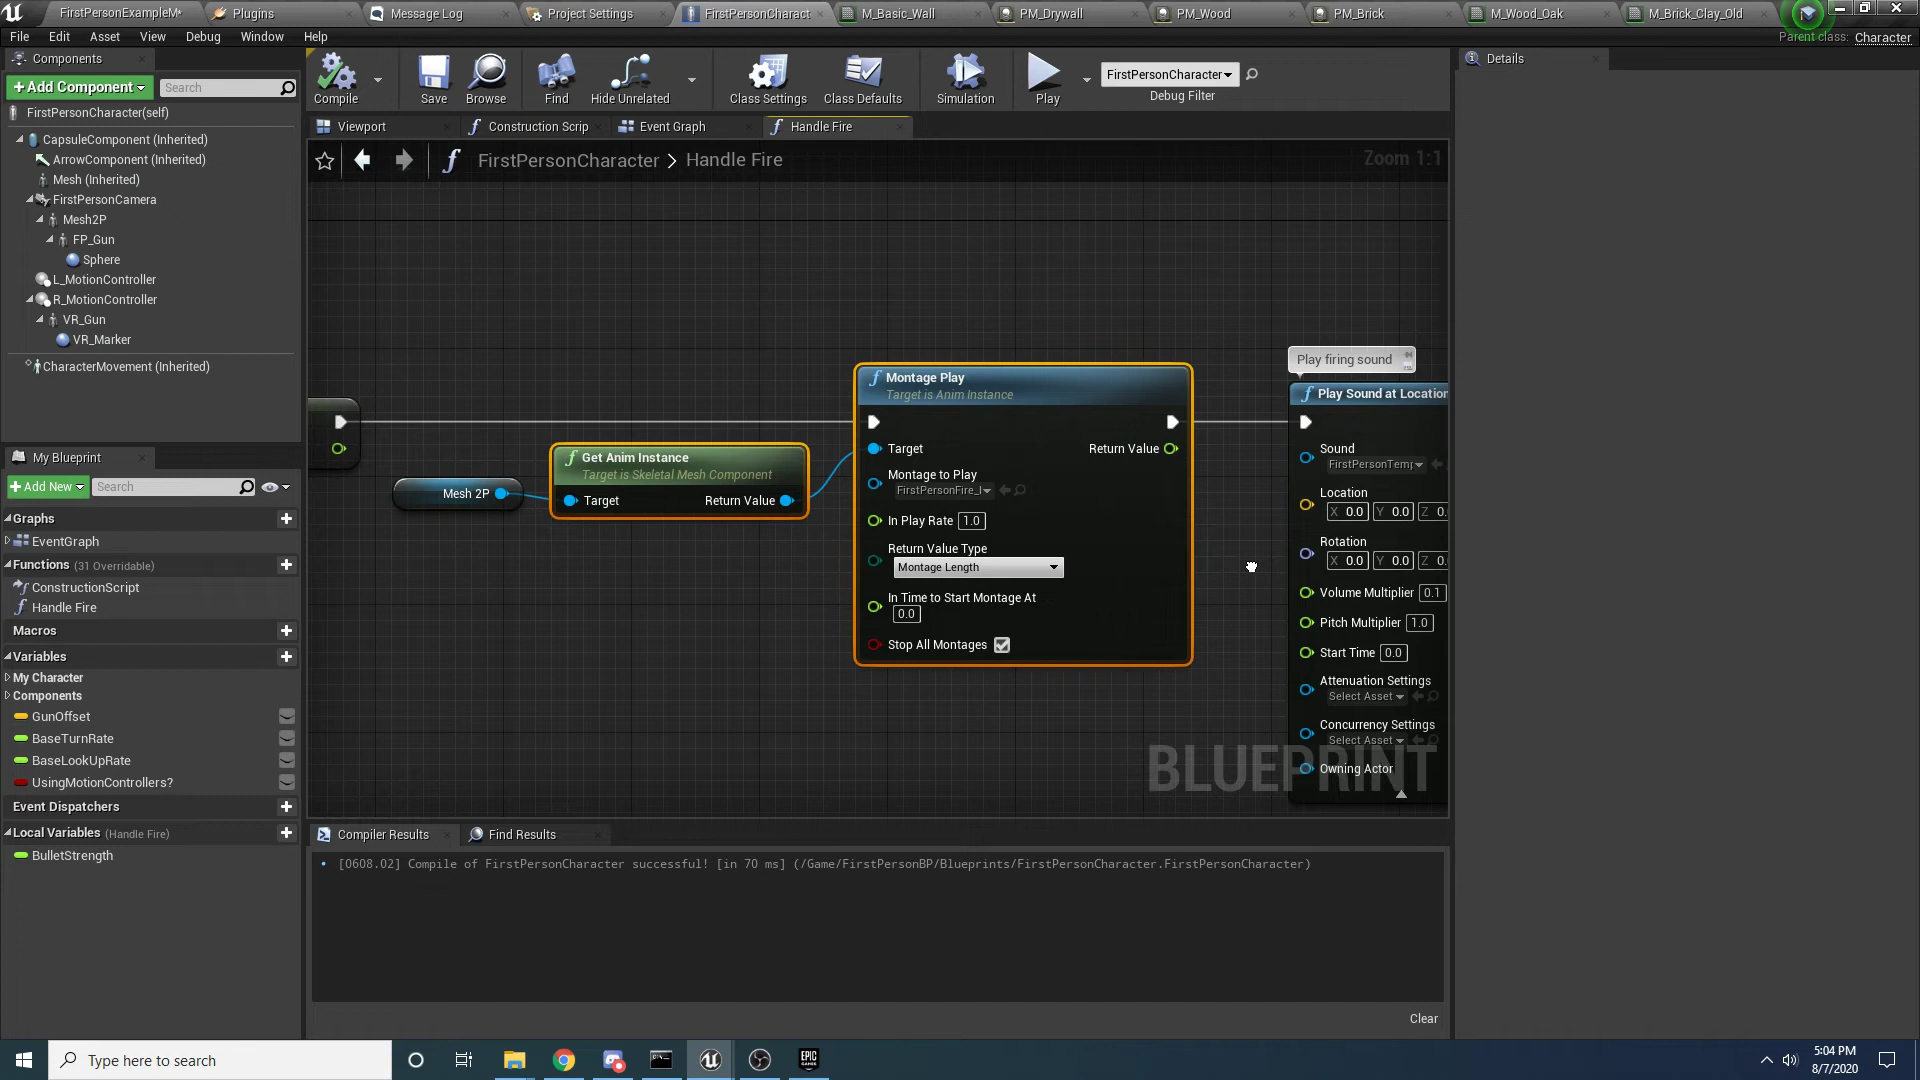 FirstPersonExampleM*
Plugins
Message Log
Project Settings
FirstPersonCharact
M_Basic_Wall
PM_Drywall
PM_Wood
PM_Brick
M_Wood_Oak
M_Brick_Clay_Old
File
Edit
Asset
View
Debug
Window
Help
Parent class: Character
Components
+Add Component
Search
FirstPersonCharacter(self)
CapsuleComponent (Inherited)
ArrowComponent (Inherited)
Mesh (Inherited)
FirstPersonCamera
Mesh2P
FP_Gun
Sphere
L_MotionController
R_MotionController
VR_Gun
VR_Marker
CharacterMovement (Inherited)
My Blueprint
+Add New
Search
Graphs
EventGraph
Functions (31 Overridable)
ConstructionScript
Handle Fire
Macros
Variables
My Character
Components
GunOffset
BaseTurnRate
BaseLookUpRate
UsingMotionControllers?
Event Dispatchers
Local Variables (Handle Fire)
BulletStrength
Compile
Save
Browse
Find
Hide Unrelated
Class Settings
Class Defaults
Simulation
Play
FirstPersonCharacter
Debug Filter
Viewport
Construction Scrip
Event Graph
Handle Fire
FirstPersonCharacter > Handle Fire
Zoom 1:1
Mesh 2P
Get Anim Instance
Target is Skeletal Mesh Component
Target
Return Value
Montage Play
Target is Anim Instance
Target
Return Value
Montage to Play
FirstPersonFire_
In Play Rate 1.0
Return Value Type
Montage Length
In Time to Start Montage At
0.0
Stop All Montages
Play firing sound
Play Sound at Location
Sound
FirstPersonTemp
Location
X 0.0 Y 0.0 Z 0.
Rotation
X 0.0 Y 0.0 Z 0.
Volume Multiplier 0.1
Pitch Multiplier 1.0
Start Time 0.0
Attenuation Settings
Select Asset
Concurrency Settings
Select Asset
Owning Actor
BLUEPRINT
Compiler Results
Find Results
[0608.02] Compile of FirstPersonCharacter successful! [in 70 ms] (/Game/FirstPersonBP/Blueprints/FirstPersonCharacter.FirstPersonCharacter)
Clear
Details
Type here to search
EPIC
GAMES
5:04 PM
8/7/2020